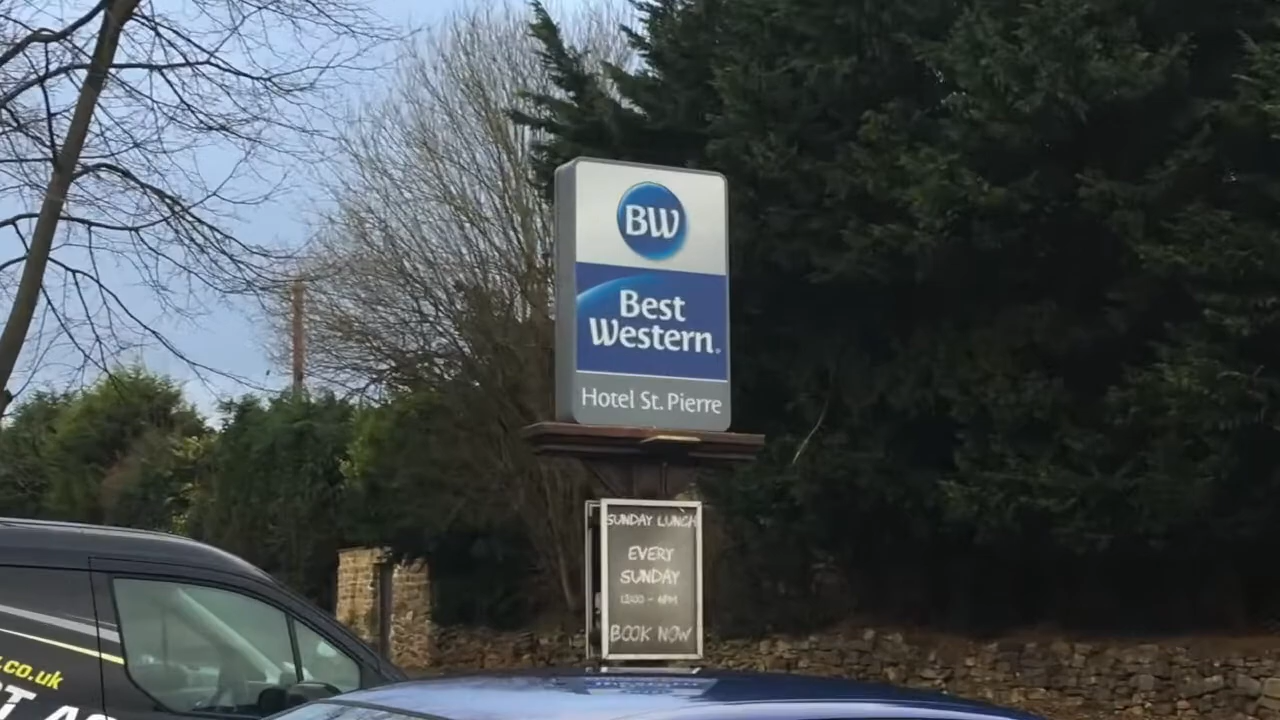 BW
Best
Western
Hotel St. Pierre
SUNDAY LUNCH
EVERY
SUNDAY
BOOK NOW
.co.uk